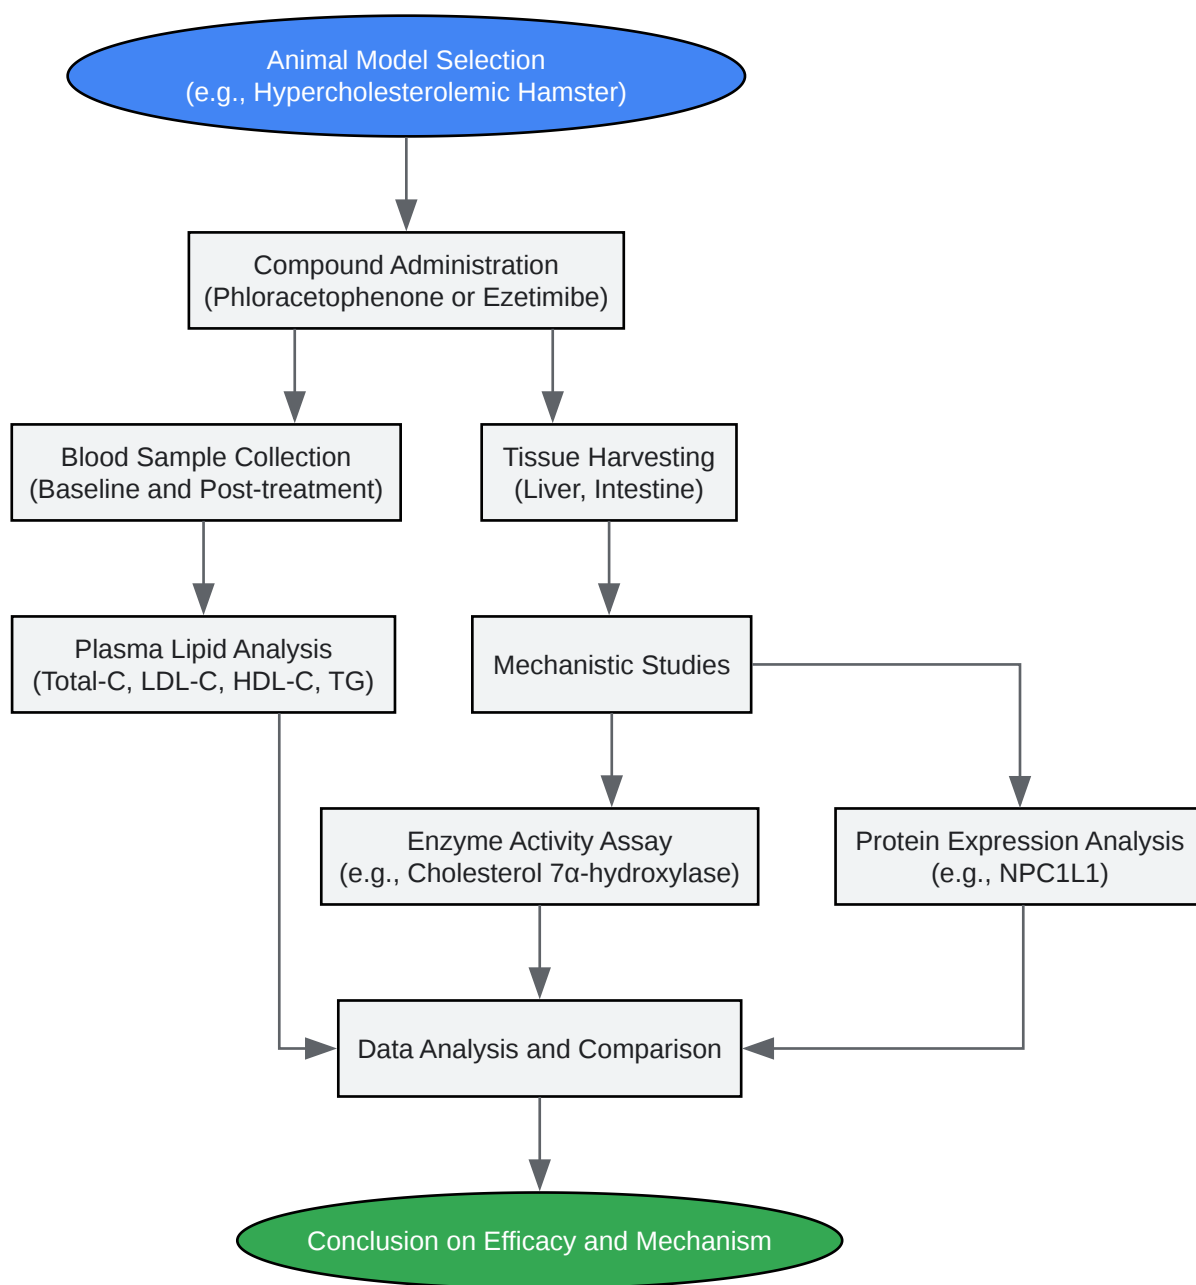 Animal Model Selection
(e.g., Hypercholesterolemic Hamster)
Compound Administration
(Phloracetophenone or Ezetimibe)
Blood Sample Collection
(Baseline and Post-treatment)
Tissue Harvesting
(Liver, Intestine)
Plasma Lipid Analysis
(Total-C, LDL-C, HDL-C, TG)
Mechanistic Studies
Enzyme Activity Assay
(e.g., Cholesterol 7α-hydroxylase)
Protein Expression Analysis
(e.g., NPC1L1)
Data Analysis and Comparison
Conclusion on Efficacy and Mechanism